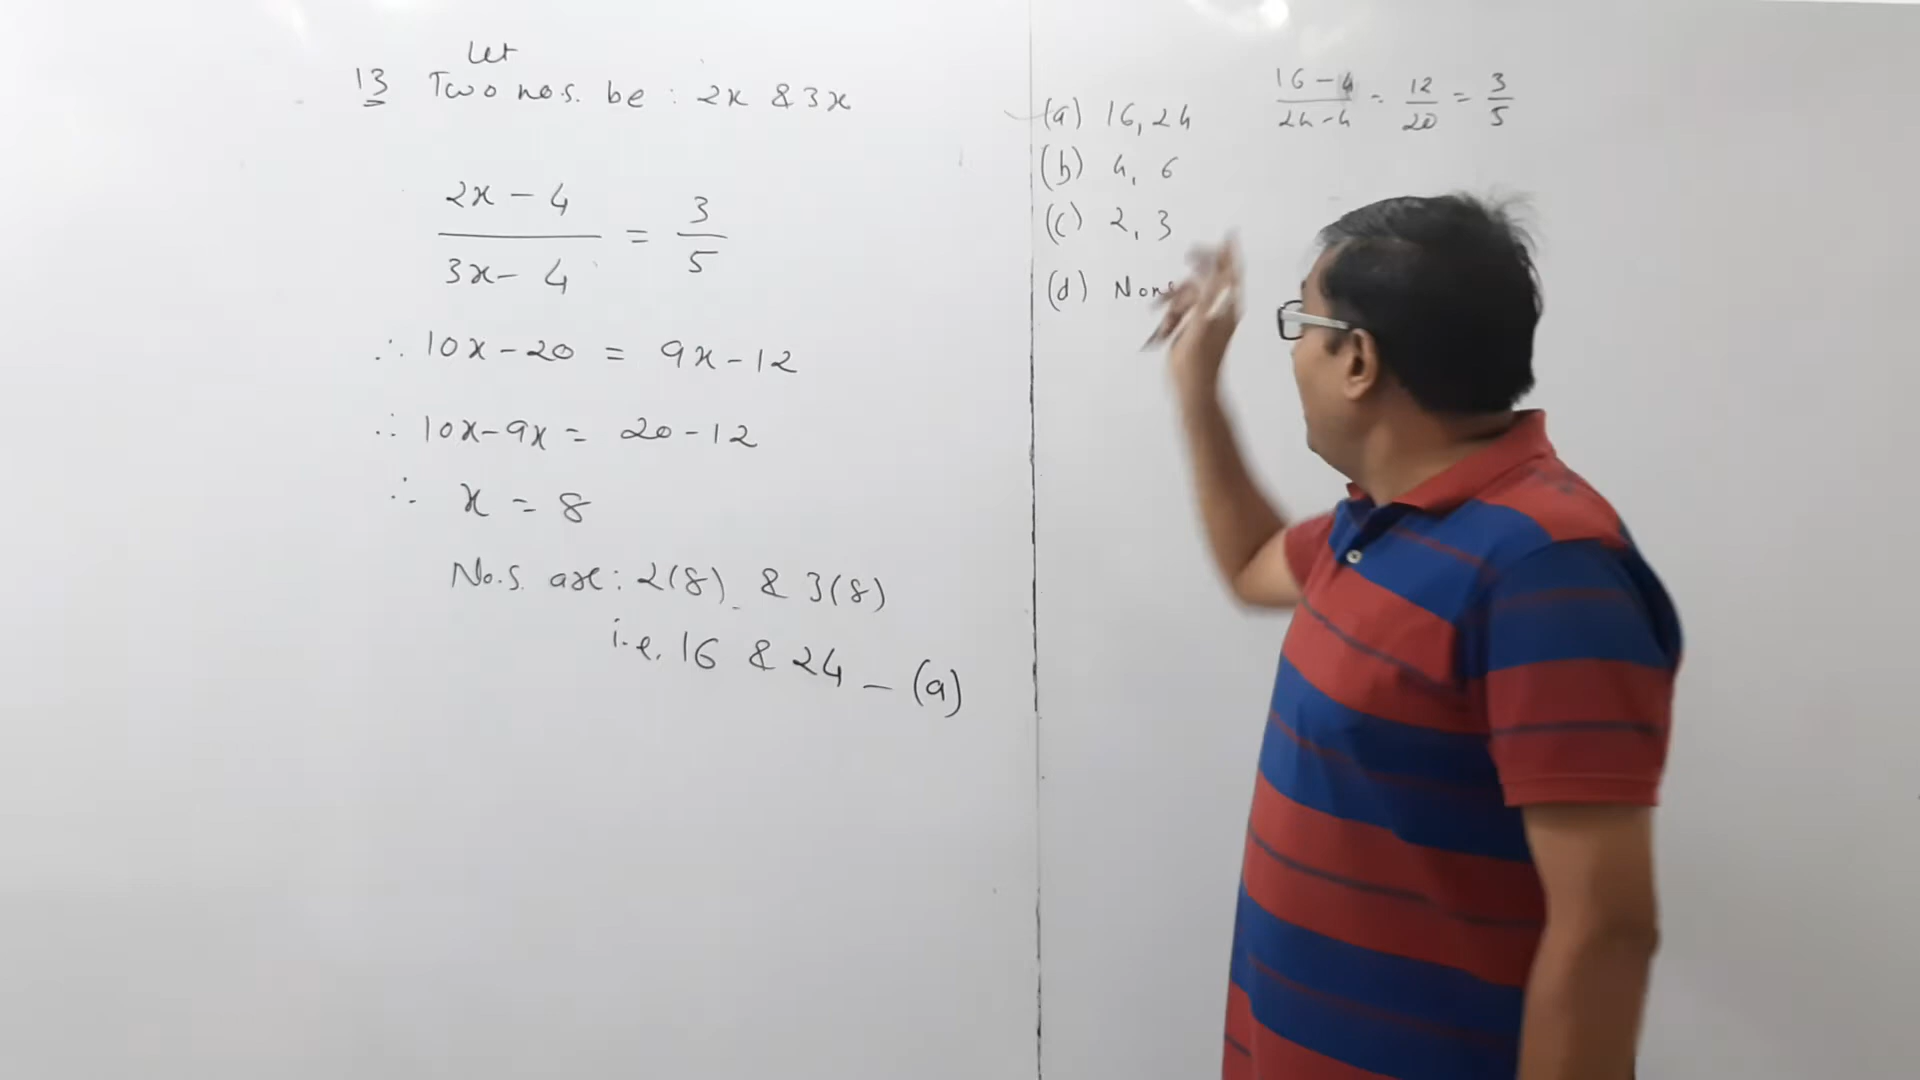 Let
13 Two nos. be : 2x & 3x
2x - 4 / 3x - 4 = 3 / 5
∴ 10x - 20 = 9x - 12
∴ 10x - 9x = 20 - 12
∴ x = 8
No.s. are : 2(8) & 3(8)
i.e. 16 & 24 - (a)
(a) 16, 24
16 - 4 / 24 - 4 = 12 / 20 = 3 / 5
(b) 4, 6
(c) 2, 3
(d) None